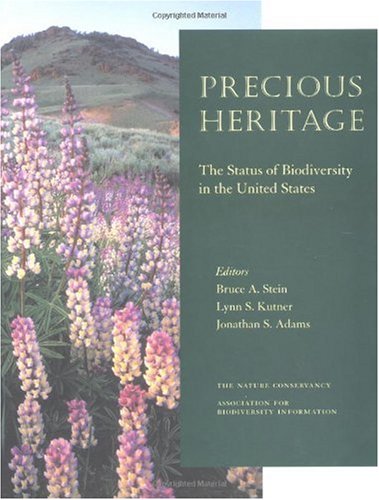 Copyrighted Material
PRECIOUS
HERITAGE
The Status of Biodiversity
in the United States
Editors
Bruce A. Stein
Lynn S. Kutner
Jonathan S. Adams
THE NATURE CONSERVANCY
ASSOCIATION FOR
BIODIVERSITY INFORMATION
Copyrighted Material